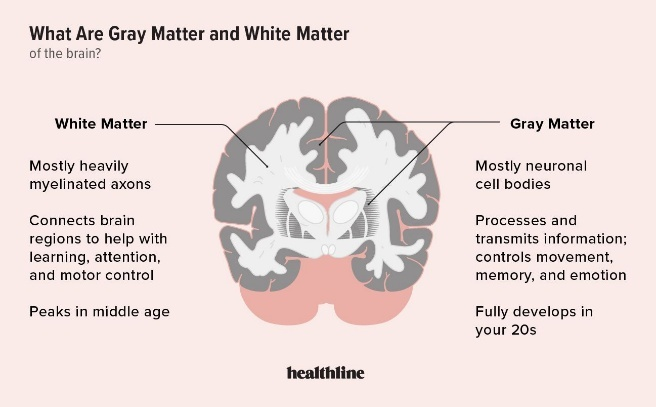 What Are Gray Matter and White Matter
of the brain?
White Matter
Mostly heavily
myelinated axons
Connects brain
regions to help with
learning, attention,
and motor control
Peaks in middle age
Gray Matter
Mostly neuronal
cell bodies
Processes and
transmits information;
controls movement,
memory, and emotion
Fully develops in
your 20s
healthline